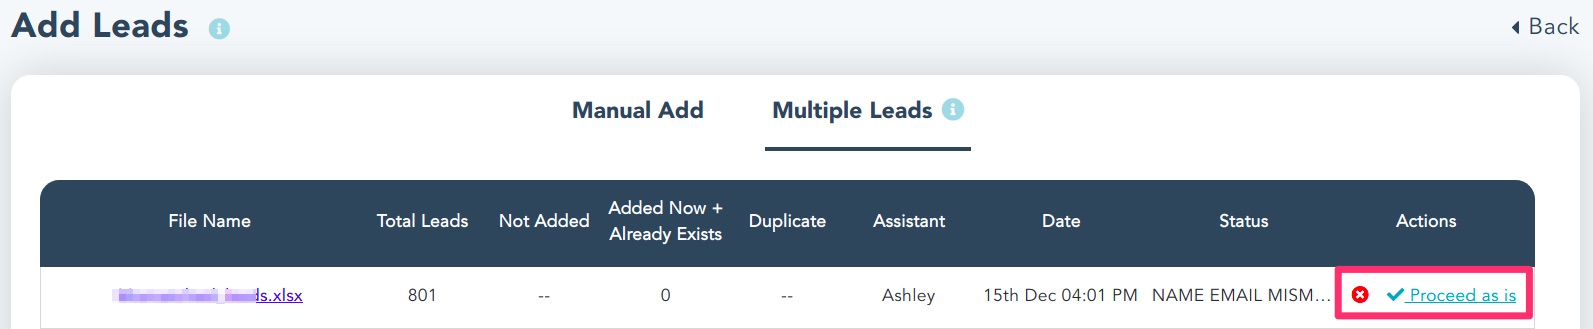 Add Leads
Back
Manual Add
Multiple Leads
File Name
Total Leads
Not Added
Added Now +
Already Exists
Duplicate
Assistant
Date
Status
Actions
ds.xlsx
801
--
0
--
Ashley
15th Dec 04:01 PM
NAME EMAIL MISM...
Proceed as is